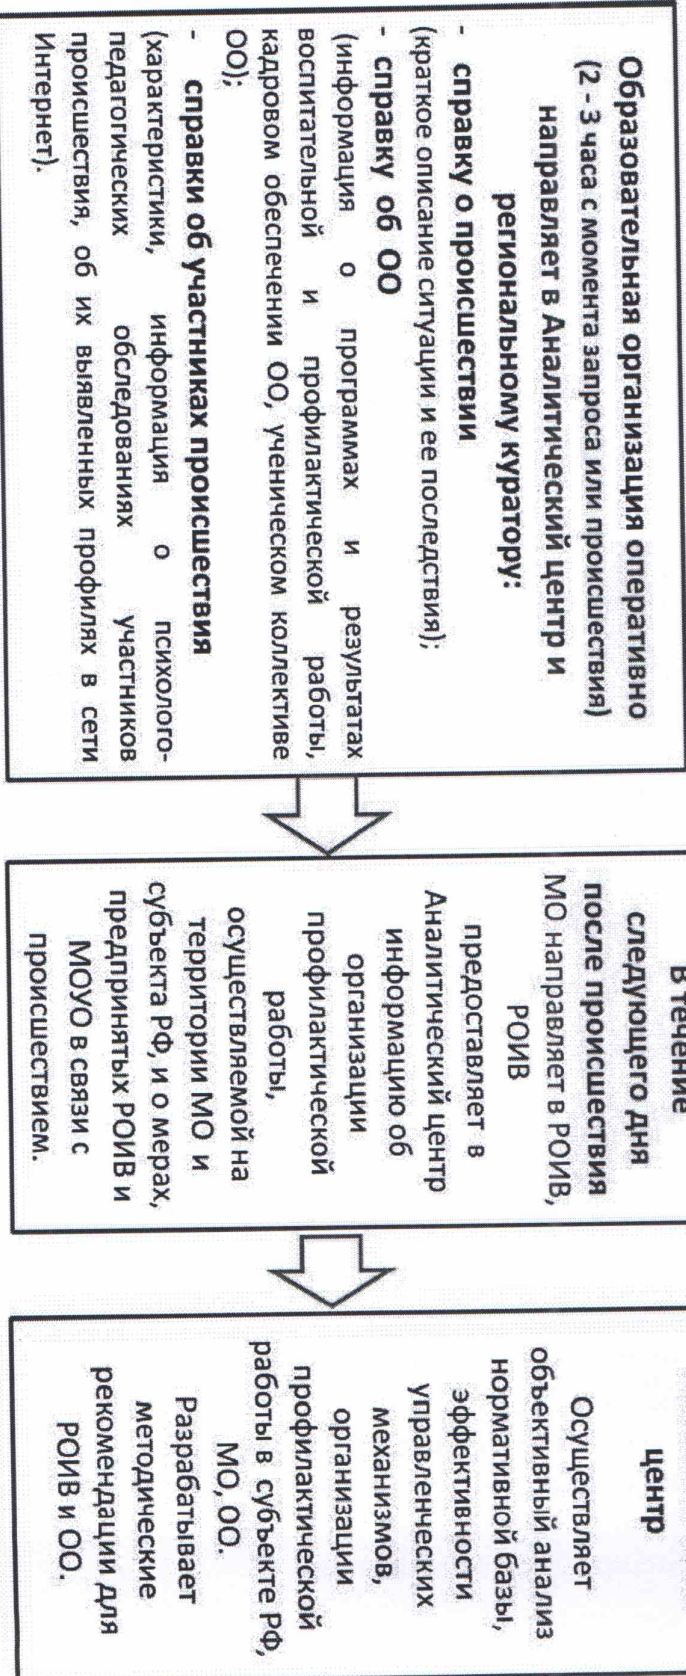 Образовательная организация оперативно
(2 - 3 часа с момента запроса или происшествия)
направляет в Аналитический центр и
региональному куратору:
- справку о происшествии
(краткое описание ситуации и ее последствия);
- справку об ОО
(информация о программах и результатах
воспитательной и профилактической работы,
кадровом обеспечении ОО, ученическом коллективе
ОО);
- справки об участниках происшествия
(характеристики, информация о психолого-
педагогических обследованиях участников
происшествия, об их выявленных профилях в сети
Интернет).
В течение
следующего дня
после происшествия
МО направляет в РОИВ,
РОИВ
предоставляет в
Аналитический центр
информацию об
организации
профилактической
работы,
осуществляемой на
территории МО и
субъекта РФ, и о мерах,
предпринятых РОИВ и
МОУО в связи с
происшествием.
центр
Осуществляет
объективный анализ
нормативной базы,
эффективности
управленческих
механизмов,
организации
профилактической
работы в субъекте РФ,
МО, ОО.
Разрабатывает
методические
рекомендации для
РОИВ и ОО.